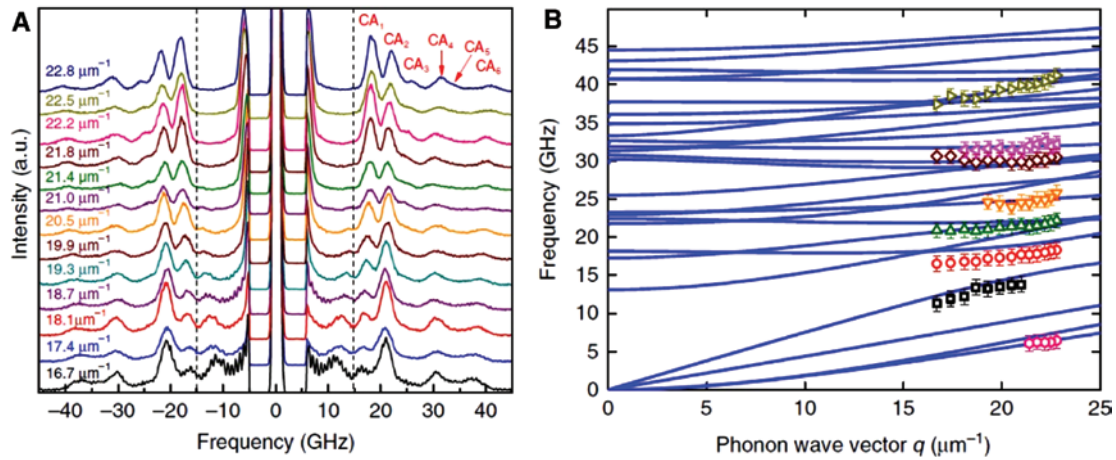 A
CA₁
CA₂
CA₃
CA₄
CA₅
CA₆
22.8 μm⁻¹
22.5 μm⁻¹
22.2 μm⁻¹
21.8 μm⁻¹
21.4 μm⁻¹
21.0 μm⁻¹
20.5 μm⁻¹
19.9 μm⁻¹
19.3 μm⁻¹
18.7 μm⁻¹
18.1μm⁻¹
17.4 μm⁻¹
16.7 μm⁻¹
Intensity (a.u.)
−40 −30 −20 −10 0 10 20 30 40
Frequency (GHz)
B
Frequency (GHz)
45
40
35
30
25
20
15
10
5
0
0 5 10 15 20 25
Phonon wave vector q (μm⁻¹)